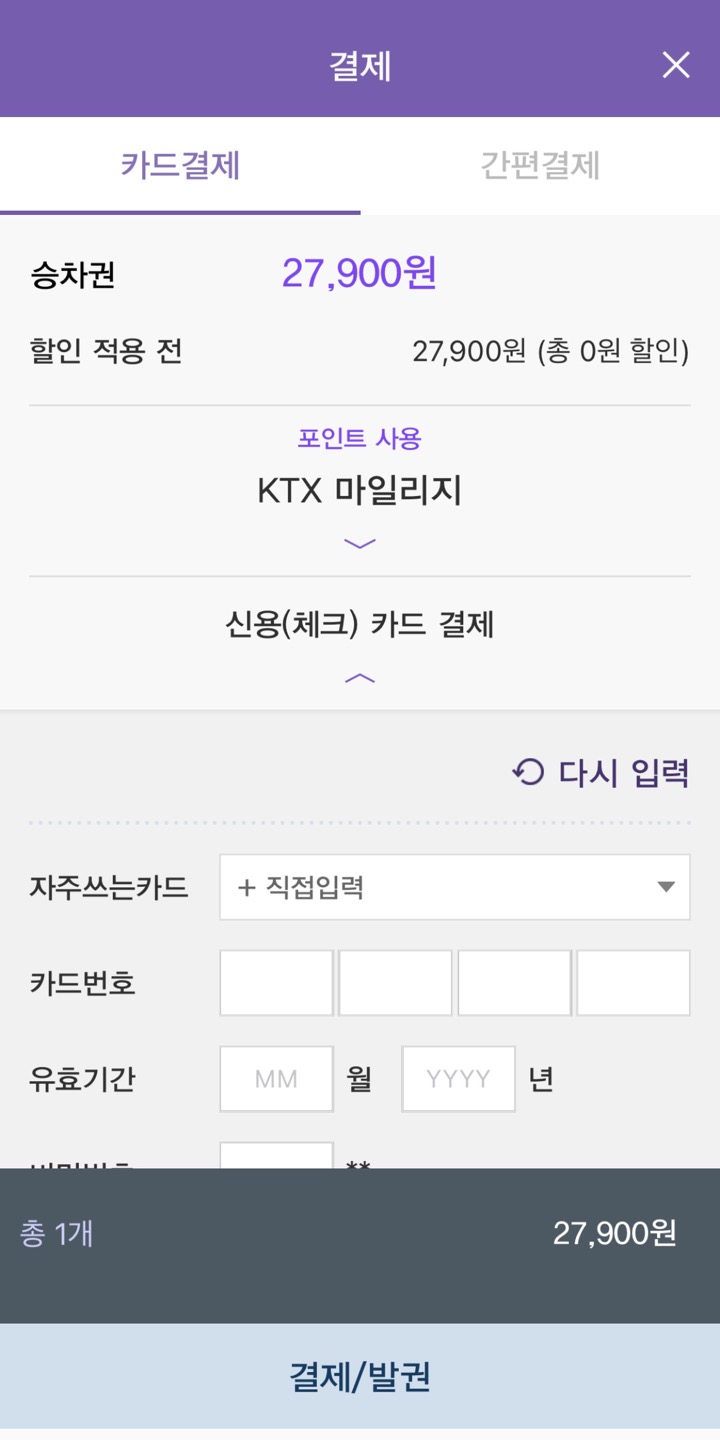 결제
카드결제 간편결제
승차권 27,900원
할인 적용 전 27,900원 (총 0원 할인)
포인트 사용
KTX 마일리지
신용(체크) 카드 결제
다시 입력
자주쓰는카드 + 직접입력
카드번호
유효기간 MM 월 YYYY 년
**
총 1개 27,900원
결제/발권